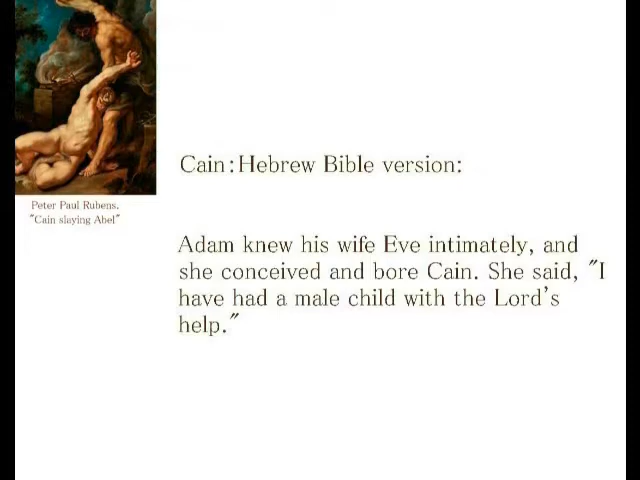 Cain:Hebrew Bible version:
Peter Paul Rubens,
"Cain slaying Abel"
Adam knew his wife Eve intimately, and
she conceived and bore Cain. She said, "I
have had a male child with the Lord's
help."